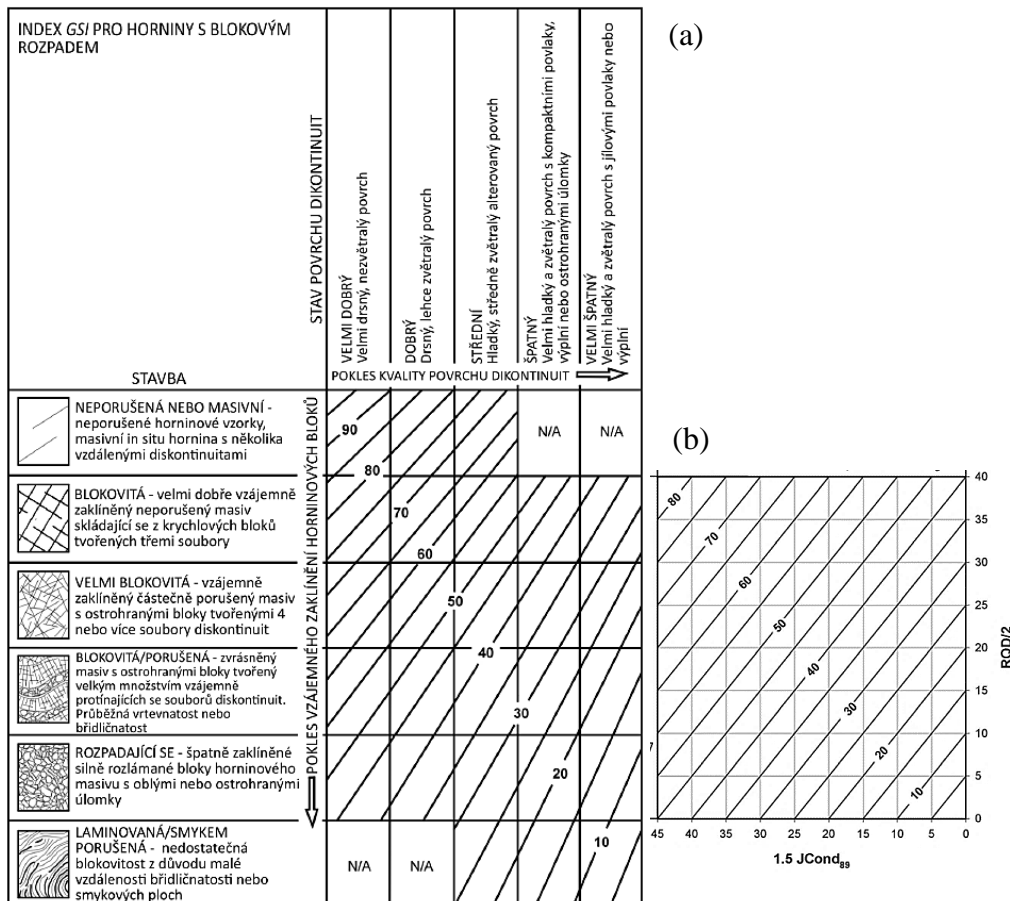 INDEX GSI PRO HORNINY S BLOKOVÝM
ROZPADEM
(a)
STAV POVRCHU DIKONTINUIT
VELMI DOBRÝ
Velmi drsný, nezvětralý povrch
DOBRÝ
Drsný, lehce zvětralý povrch
STŘEDNÍ
Hladký, středně zvětralý alterovaný povrch
ŠPATNÝ
Velmi hladký a zvětralý povrch s kompaktními povlaky,
výplní nebo ostrohranými úlomky
VELMI ŠPATNÝ
Velmi hladký a zvětralý povrch s jílovými povlaky nebo
výplní
STAVBA
POKLES KVALITY POVRCHU DIKONTINUIT
POKLES VZÁJEMNÉHO ZAKLÍNĚNÍ HORNINOVÝCH BLOKŮ
NEPORUŠENÁ NEBO MASIVNÍ -
neporušené horninové vzorky,
masivní in situ hornina s několika
vzdálenými diskontinuitami
BLOKOVITÁ - velmi dobře vzájemně
zaklíněný neporušený masiv
skládající se z krychlových bloků
tvořených třemi soubory
VELMI BLOKOVITÁ - vzájemně
zaklíněný částečně porušený masiv
s ostrohranými bloky tvořenými 4
nebo více soubory diskontinuit
BLOKOVITÁ/PORUŠENÁ - zvrásněný
masiv s ostrohranými bloky tvořený
velkým množstvím vzájemně
protínajících se souborů diskontinuit.
Průběžná vrtevnatost nebo
břidličnatost
ROZPADAJÍCÍ SE - špatně zaklíněné
silně rozlámané bloky horninového
masivu s oblými nebo ostrohranými
úlomky
LAMINOVANÁ/SMYKEM
PORUŠENÁ - nedostatečná
blokovitost z důvodu malé
vzdálenosti břidličnatosti nebo
smykových ploch
90
80
70
60
50
40
30
20
10
N/A
N/A
N/A
N/A
(b)
80
70
60
50
40
30
20
10
40
35
30
25
20
15
10
5
0
RQD/2
7
45 40 35 30 25 20 15 10 5 0
1.5 JCond89